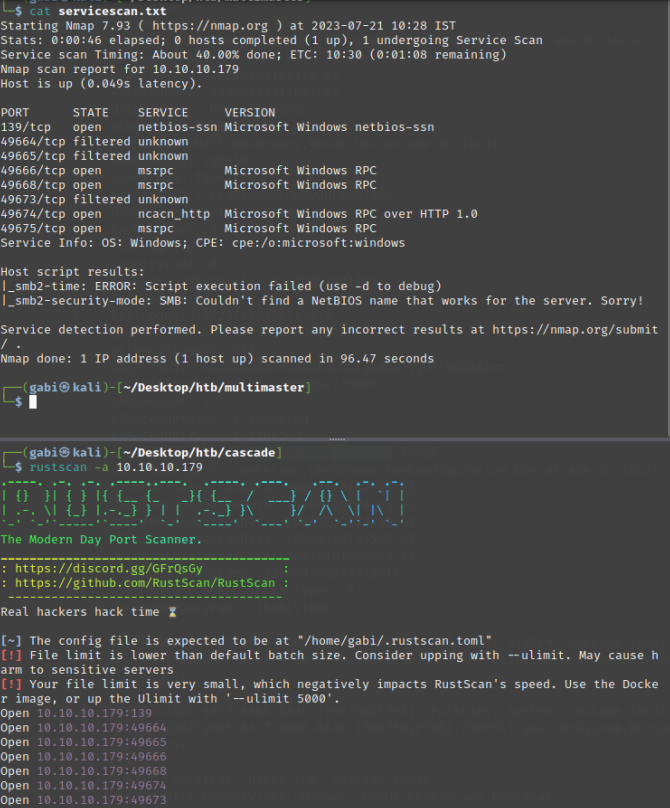 └─$ cat servicescan.txt
Starting Nmap 7.93 ( https://nmap.org ) at 2023-07-21 10:28 IST
Stats: 0:00:46 elapsed; 0 hosts completed (1 up), 1 undergoing Service Scan
Service scan Timing: About 40.00% done; ETC: 10:30 (0:01:08 remaining)
Nmap scan report for 10.10.10.179
Host is up (0.049s latency).
PORT      STATE    SERVICE     VERSION
139/tcp   open     netbios-ssn Microsoft Windows netbios-ssn
49664/tcp filtered unknown
49665/tcp filtered unknown
49666/tcp open     msrpc       Microsoft Windows RPC
49668/tcp open     msrpc       Microsoft Windows RPC
49673/tcp filtered unknown
49674/tcp open     ncacn_http  Microsoft Windows RPC over HTTP 1.0
49675/tcp open     msrpc       Microsoft Windows RPC
Service Info: OS: Windows; CPE: cpe:/o:microsoft:windows
Host script results:
|_smb2-time: ERROR: Script execution failed (use -d to debug)
|_smb2-security-mode: SMB: Couldn't find a NetBIOS name that works for the server. Sorry!
Service detection performed. Please report any incorrect results at https://nmap.org/submit
/ .
Nmap done: 1 IP address (1 host up) scanned in 96.47 seconds
┌──(gabi㉿kali)-[~/Desktop/htb/multimaster]
└─$
┌──(gabi㉿kali)-[~/Desktop/htb/cascade]
└─$ rustscan -a 10.10.10.179
.----. .-. .-. .----..---.  .----. .---.   .--.  .-. .-.
| {}  }| { } |{ {__ {_   _}{ {__  /  ___} / {} \ |  `| |
| .-. \| {_} |.-._} } | |  .-._} }\     }/  /\  \| |\  |
`-' `-'`-----'`----'  `-'  `----'  `---' `-'  `-'`-' `-'
The Modern Day Port Scanner.
________________________________________
: https://discord.gg/GFrQsGy           :
: https://github.com/RustScan/RustScan :
 --------------------------------------
Real hackers hack time ⌛
[~] The config file is expected to be at "/home/gabi/.rustscan.toml"
[!] File limit is lower than default batch size. Consider upping with --ulimit. May cause h
arm to sensitive servers
[!] Your file limit is very small, which negatively impacts RustScan's speed. Use the Docke
r image, or up the Ulimit with '--ulimit 5000'.
Open 10.10.10.179:139
Open 10.10.10.179:49664
Open 10.10.10.179:49665
Open 10.10.10.179:49666
Open 10.10.10.179:49668
Open 10.10.10.179:49674
Open 10.10.10.179:49673